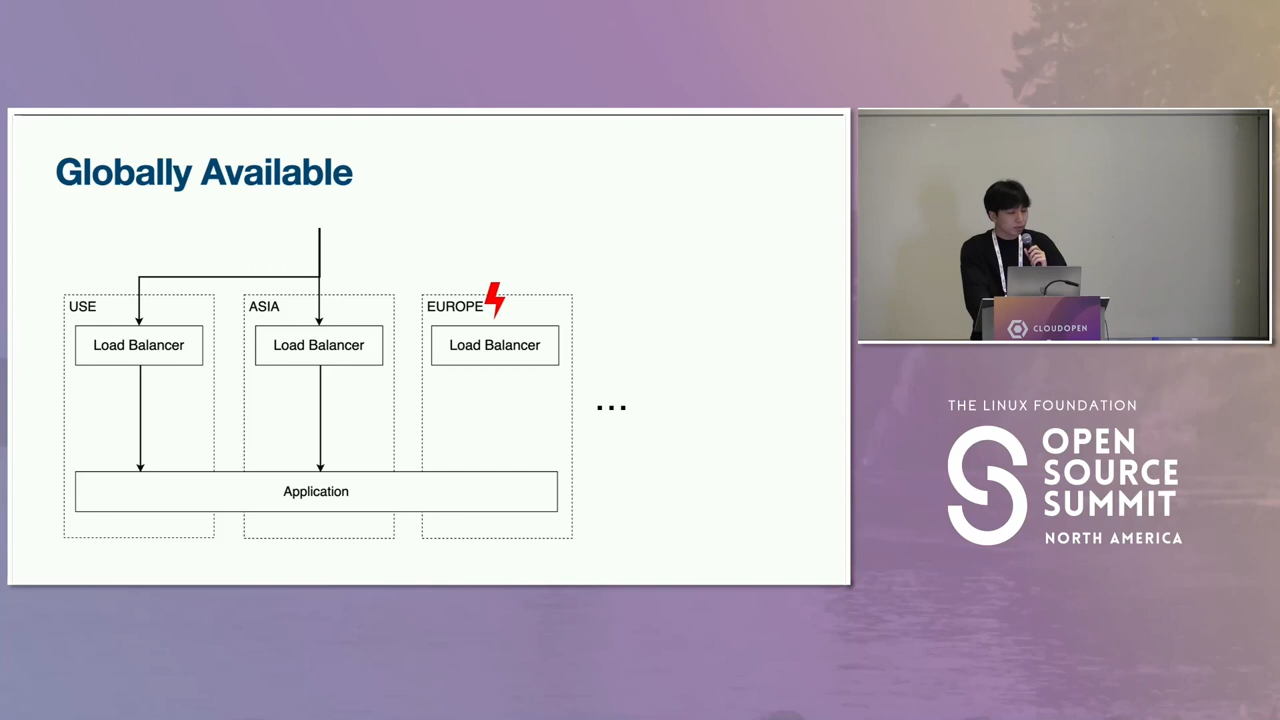 Globally Available
USE
ASIA
EUROPE
Load Balancer
Load Balancer
Load Balancer
...
Application
CLOUDOPEN
THE LINUX FOUNDATION
OPEN
SOURCE
SUMMIT
NORTH AMERICA